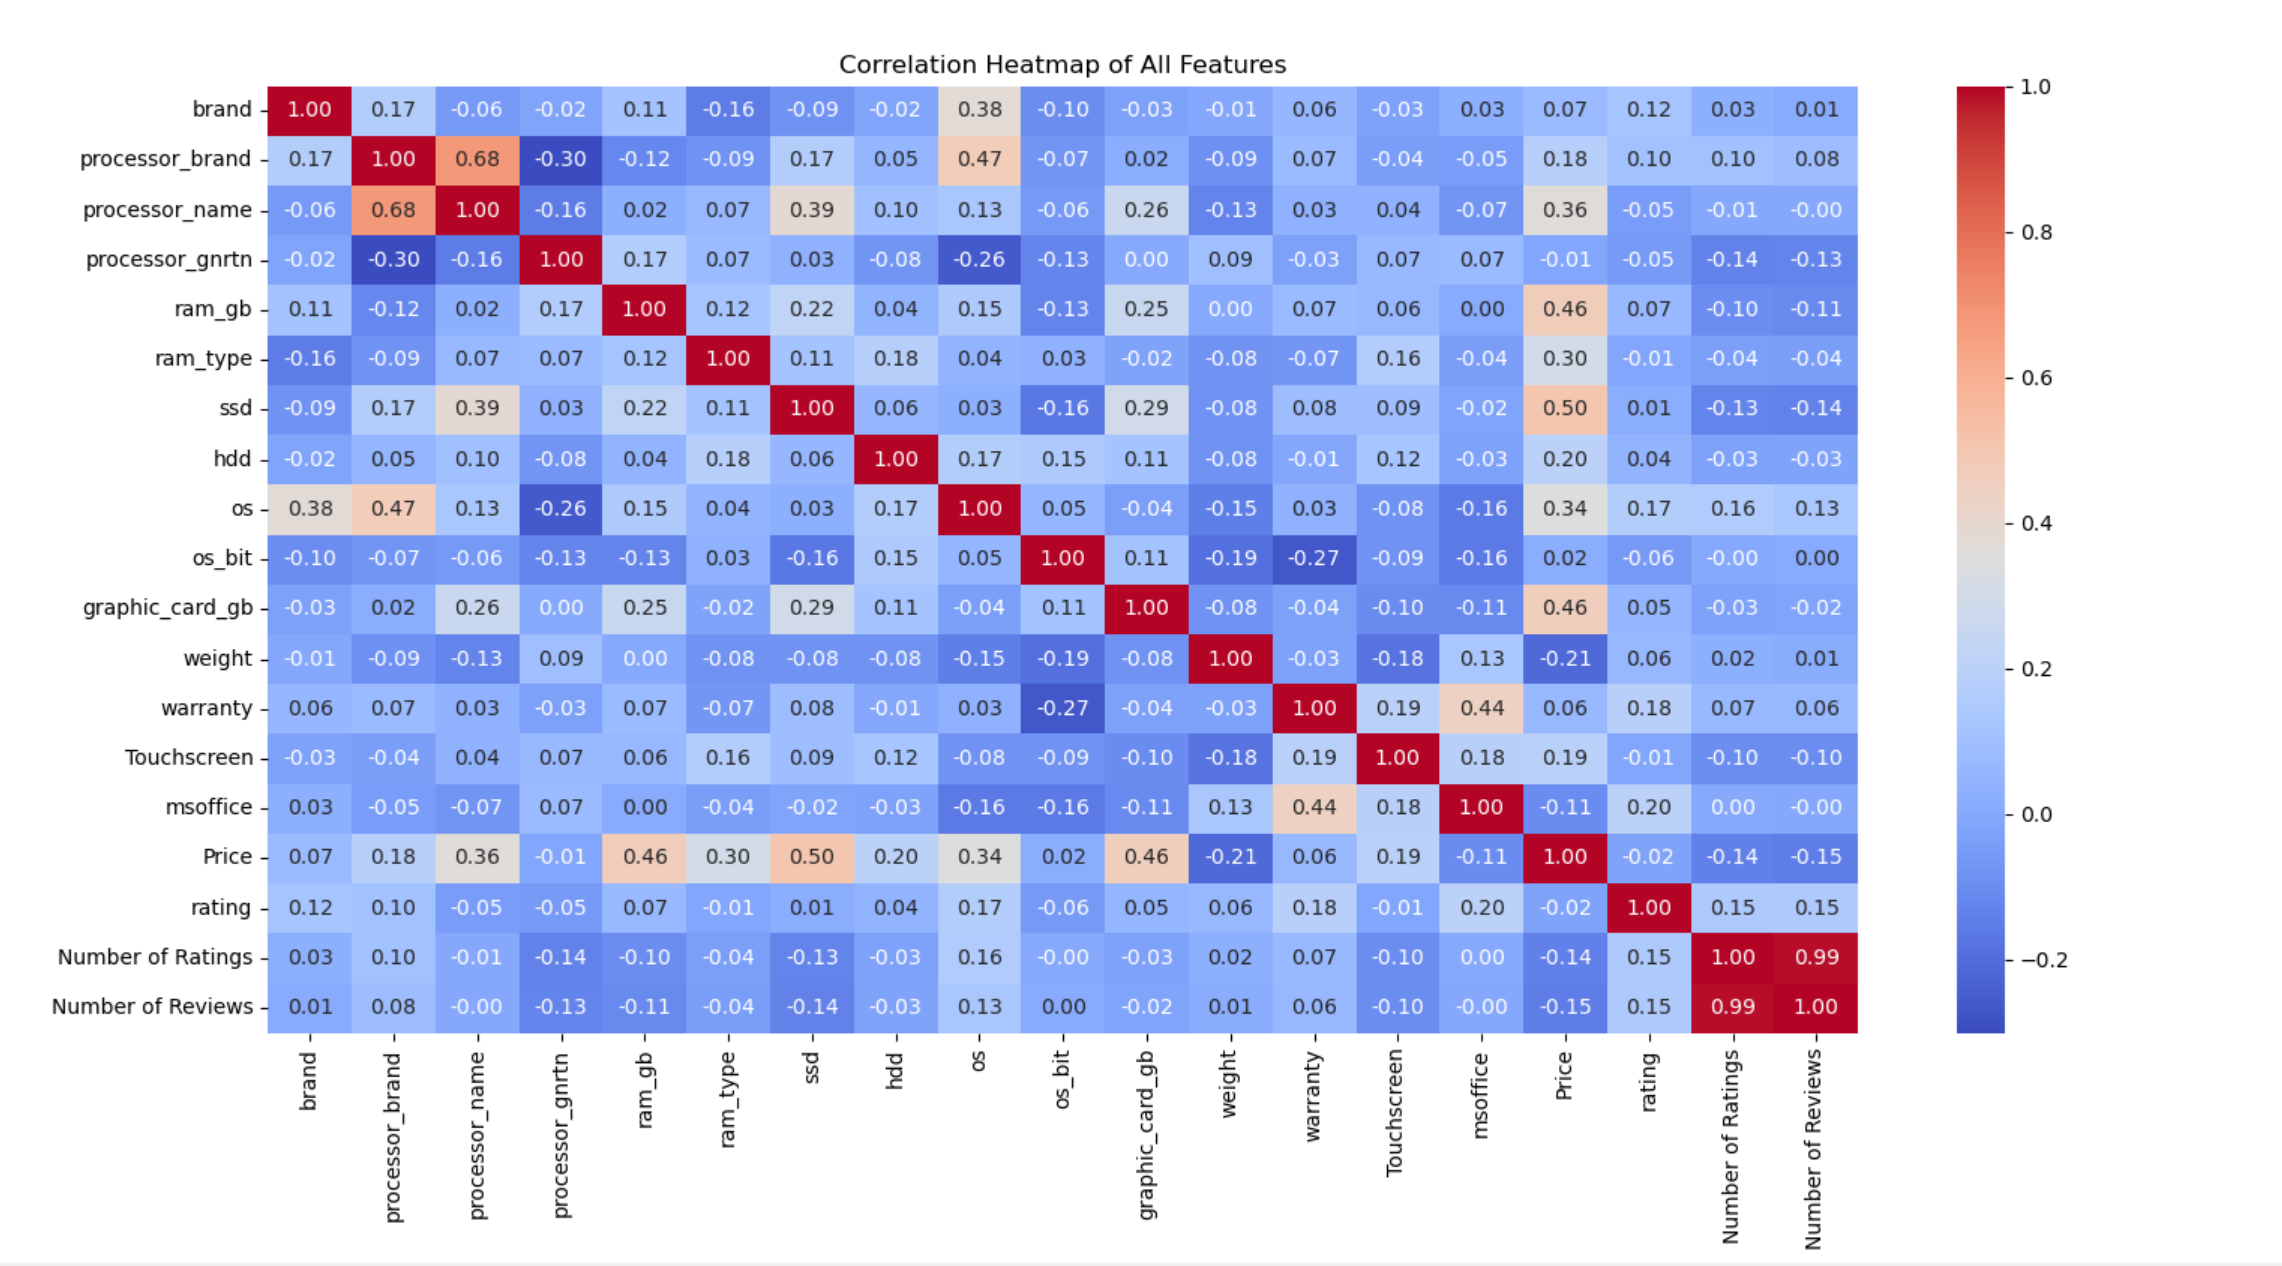 Correlation Heatmap of All Features
brand 1.00 0.17 -0.06 -0.02 0.11 -0.16 -0.09 -0.02 0.38 -0.10 -0.03 -0.01 0.06 -0.03 0.03 0.07 0.12 0.03 0.01
processor_brand 0.17 1.00 0.68 -0.30 -0.12 -0.09 0.17 0.05 0.47 -0.07 0.02 -0.09 0.07 -0.04 -0.05 0.18 0.10 0.10 0.08
processor_name -0.06 0.68 1.00 -0.16 0.02 0.07 0.39 0.10 0.13 -0.06 0.26 -0.13 0.03 0.04 -0.07 0.36 -0.05 -0.01 -0.00
processor_gnrtn -0.02 -0.30 -0.16 1.00 0.17 0.07 0.03 -0.08 -0.26 -0.13 0.00 0.09 -0.03 0.07 0.07 -0.01 -0.05 -0.14 -0.13
ram_gb 0.11 -0.12 0.02 0.17 1.00 0.12 0.22 0.04 0.15 -0.13 0.25 0.00 0.07 0.06 0.00 0.46 0.07 -0.10 -0.11
ram_type -0.16 -0.09 0.07 0.07 0.12 1.00 0.11 0.18 0.04 0.03 -0.02 -0.08 -0.07 0.16 -0.04 0.30 -0.01 -0.04 -0.04
ssd -0.09 0.17 0.39 0.03 0.22 0.11 1.00 0.06 0.03 -0.16 0.29 -0.08 0.08 0.09 -0.02 0.50 0.01 -0.13 -0.14
hdd -0.02 0.05 0.10 -0.08 0.04 0.18 0.06 1.00 0.17 0.15 0.11 -0.08 -0.01 0.12 -0.03 0.20 0.04 -0.03 -0.03
os 0.38 0.47 0.13 -0.26 0.15 0.04 0.03 0.17 1.00 0.05 -0.04 -0.15 0.03 -0.08 -0.16 0.34 0.17 0.16 0.13
os_bit -0.10 -0.07 -0.06 -0.13 -0.13 0.03 -0.16 0.15 0.05 1.00 0.11 -0.19 -0.27 -0.09 -0.16 0.02 -0.06 -0.00 0.00
graphic_card_gb -0.03 0.02 0.26 0.00 0.25 -0.02 0.29 0.11 -0.04 0.11 1.00 -0.08 -0.04 -0.10 -0.11 0.46 0.05 -0.03 -0.02
weight -0.01 -0.09 -0.13 0.09 0.00 -0.08 -0.08 -0.08 -0.15 -0.19 -0.08 1.00 -0.03 -0.18 0.13 -0.21 0.06 0.02 0.01
warranty 0.06 0.07 0.03 -0.03 0.07 -0.07 0.08 -0.01 0.03 -0.27 -0.04 -0.03 1.00 0.19 0.44 0.06 0.18 0.07 0.06
Touchscreen -0.03 -0.04 0.04 0.07 0.06 0.16 0.09 0.12 -0.08 -0.09 -0.10 -0.18 0.19 1.00 0.18 0.19 -0.01 -0.10 -0.10
msoffice 0.03 -0.05 -0.07 0.07 0.00 -0.04 -0.02 -0.03 -0.16 -0.16 -0.11 0.13 0.44 0.18 1.00 -0.11 0.20 0.00 -0.00
Price 0.07 0.18 0.36 -0.01 0.46 0.30 0.50 0.20 0.34 0.02 0.46 -0.21 0.06 0.19 -0.11 1.00 -0.02 -0.14 -0.15
rating 0.12 0.10 -0.05 -0.05 0.07 -0.01 0.01 0.04 0.17 -0.06 0.05 0.06 0.18 -0.01 0.20 -0.02 1.00 0.15 0.15
Number of Ratings 0.03 0.10 -0.01 -0.14 -0.10 -0.04 -0.13 -0.03 0.16 -0.00 -0.03 0.02 0.07 -0.10 0.00 -0.14 0.15 1.00 0.99
Number of Reviews 0.01 0.08 -0.00 -0.13 -0.11 -0.04 -0.14 -0.03 0.13 0.00 -0.02 0.01 0.06 -0.10 -0.00 -0.15 0.15 0.99 1.00
brand
processor_brand
processor_name
processor_gnrtn
ram_gb
ram_type
ssd
hdd
os
os_bit
graphic_card_gb
weight
warranty
Touchscreen
msoffice
Price
rating
Number of Ratings
Number of Reviews
1.0
0.8
0.6
0.4
0.2
0.0
−0.2